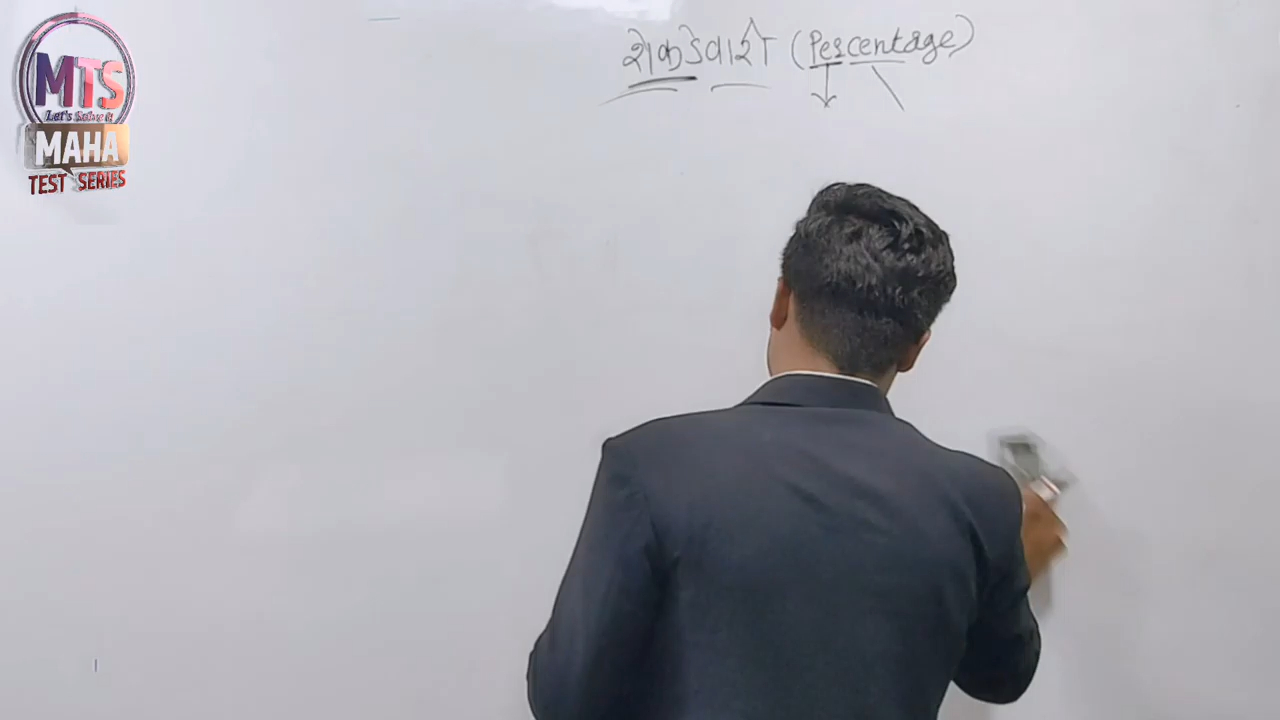 MTS
Let's Solve It
MAHA
TEST SERIES
शेकडेवारी (Percentage)